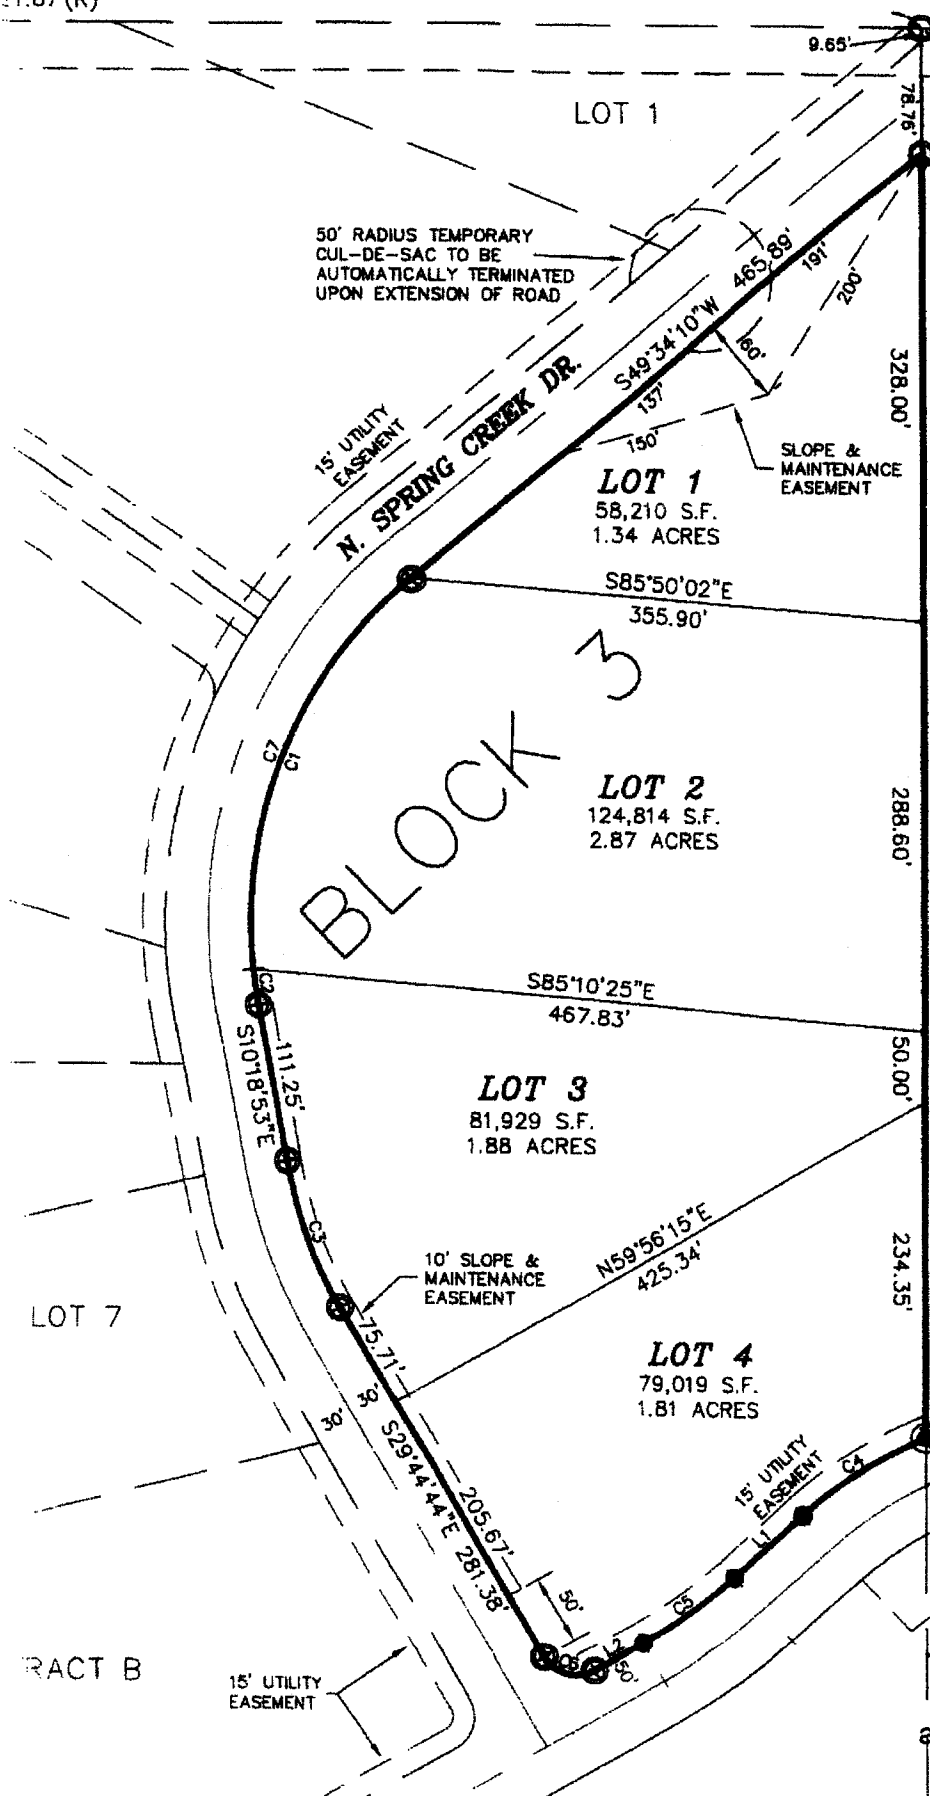 9.65'
78.76'
LOT 1
50' RADIUS TEMPORARY
CUL-DE-SAC TO BE
AUTOMATICALLY TERMINATED
UPON EXTENSION OF ROAD
S49°34'10"W 465.89'
191'
200'
60'
137'
150'
328.00'
15' UTILITY
EASEMENT
N. SPRING CREEK DR.
SLOPE &
MAINTENANCE
EASEMENT
LOT 1
58,210 S.F.
1.34 ACRES
S85°50'02"E
355.90'
BLOCK 3
C7
C1
LOT 2
124,814 S.F.
2.87 ACRES
288.60'
S85°10'25"E
467.83'
C2
111.25'
S10°18'53"E
50.00'
LOT 3
81,929 S.F.
1.88 ACRES
C3
N59°56'15"E
425.34'
234.35'
10' SLOPE &
MAINTENANCE
EASEMENT
LOT 7
75.71'
30'
30'
LOT 4
79,019 S.F.
1.81 ACRES
S29°44'44"E 281.38'
205.67'
15' UTILITY
EASEMENT
C4
L1
C5
50'
L2
C6
50'
RACT B
15' UTILITY
EASEMENT